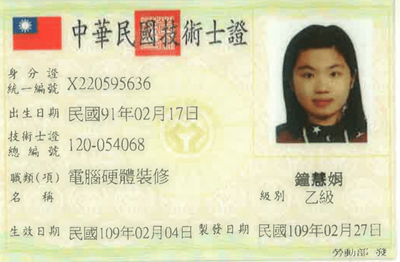 中華民國技術士證
身分證
統一編號 X220595636
出生日期 民國91年02月17日
技術士證
總編號 120-054068
職類(項)
名稱 電腦硬體裝修
鐘慧娟
級別 乙級
生效日期 民國109年02月04日 製發日期 民國109年02月27日
勞動部 發